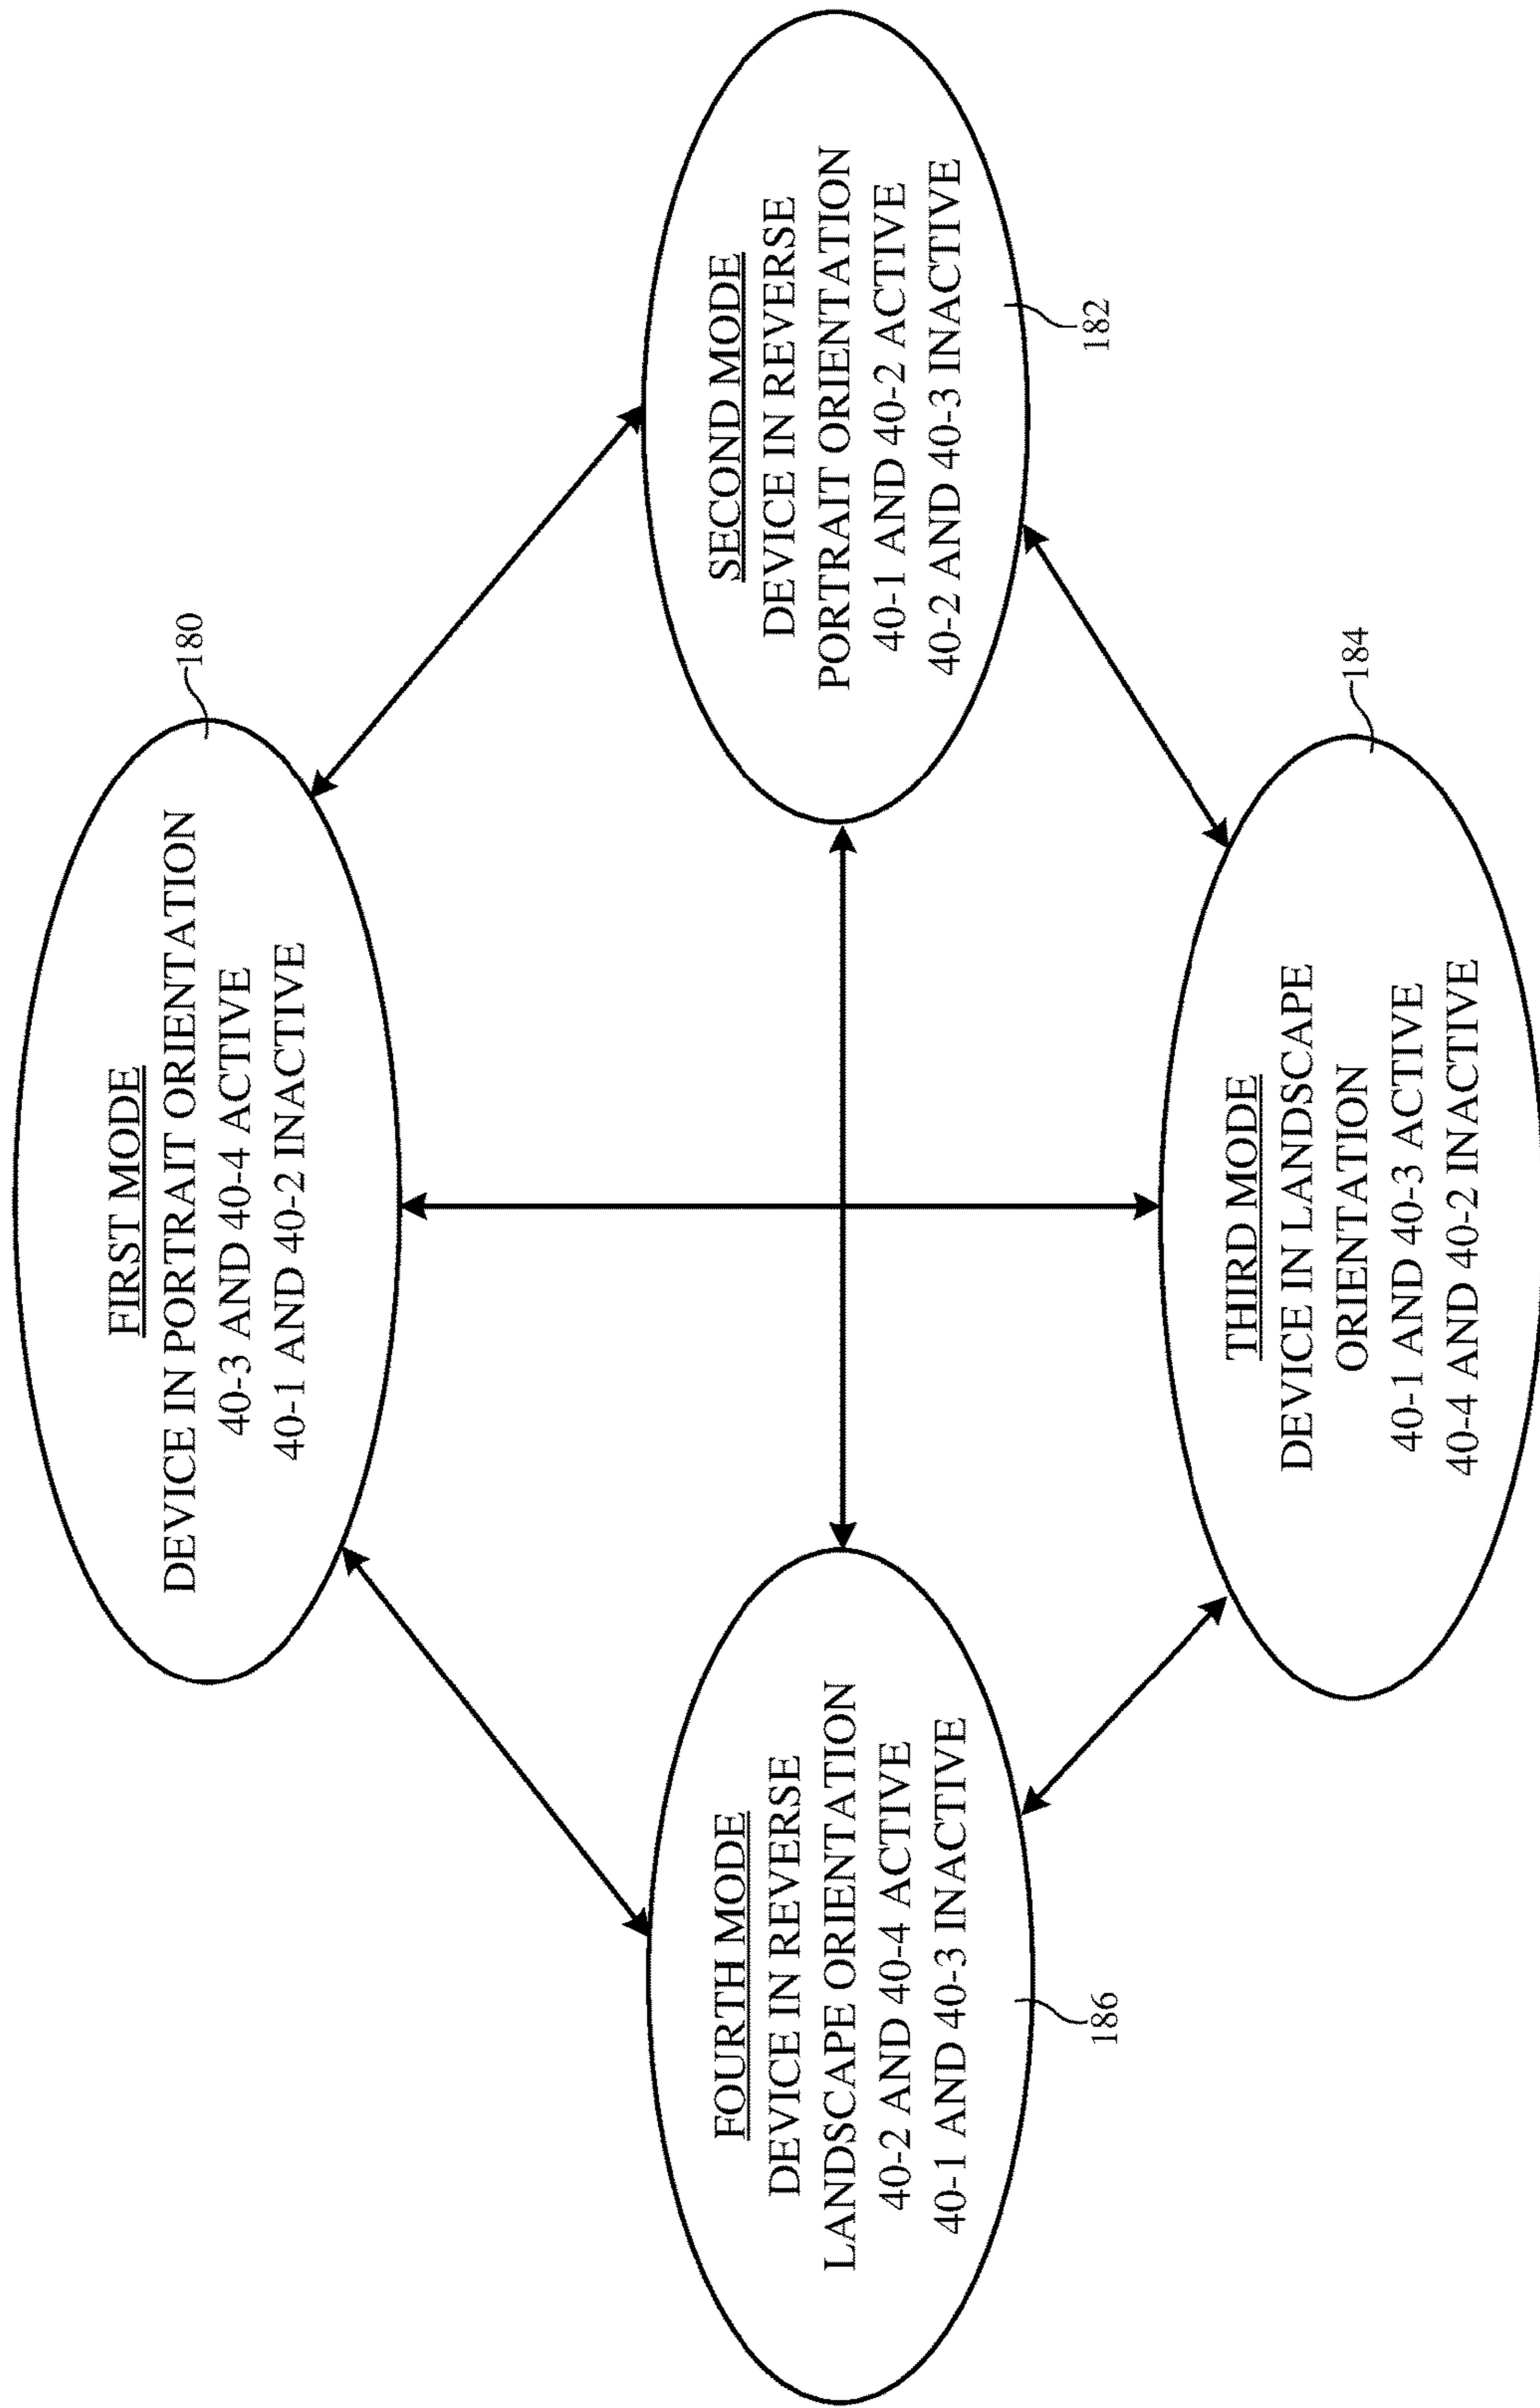 FIRST MODE
DEVICE IN PORTRAIT ORIENTATION
40-3 AND 40-4 ACTIVE
40-1 AND 40-2 INACTIVE
180
FOURTH MODE
DEVICE IN REVERSE
LANDSCAPE ORIENTATION
40-2 AND 40-4 ACTIVE
40-1 AND 40-3 INACTIVE
186
SECOND MODE
DEVICE IN REVERSE
PORTRAIT ORIENTATION
40-1 AND 40-2 ACTIVE
40-2 AND 40-3 INACTIVE
182
THIRD MODE
DEVICE IN LANDSCAPE
ORIENTATION
40-1 AND 40-3 ACTIVE
40-4 AND 40-2 INACTIVE
184